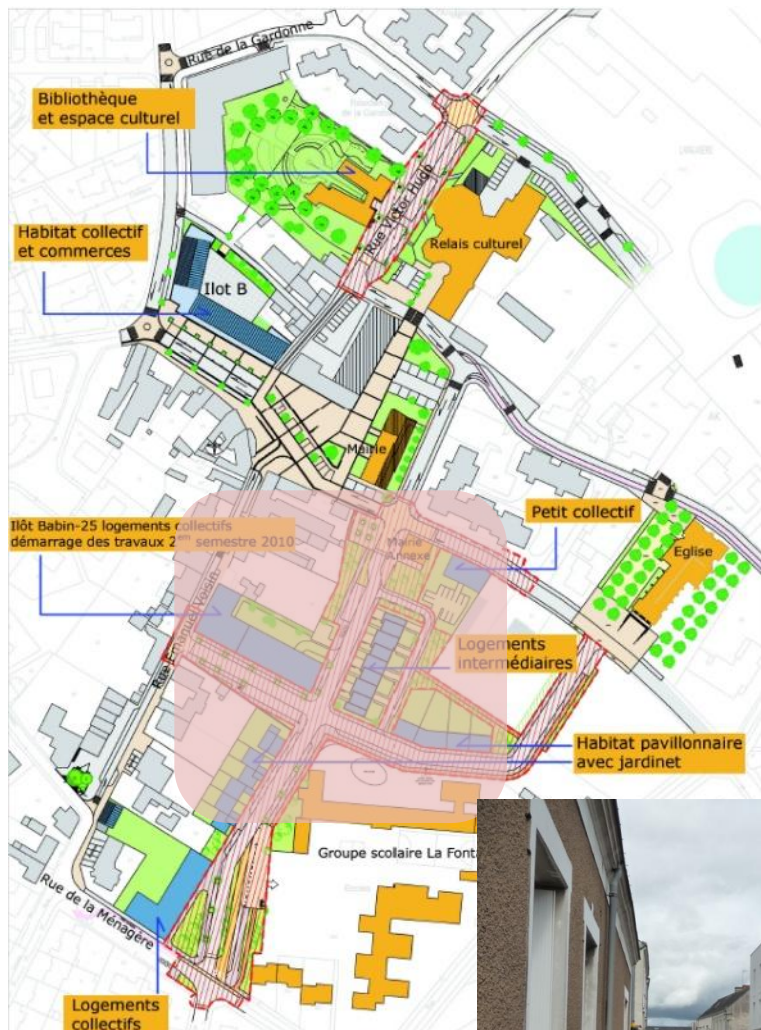 Rue de la Gardonne
Bibliothèque
et espace culturel
Rue Victor Hugo
Relais culturel
Habitat collectif
et commerces
Ilot B
Mairie
Ilôt Babin-25 logements collectifs
démarrage des travaux 2ème semestre 2010
Mairie
Annexe
Petit collectif
Eglise
Logements
intermédiaires
Habitat pavillonnaire
avec jardinet
Groupe scolaire La
Rue de la Ménagère
Logements
collectifs